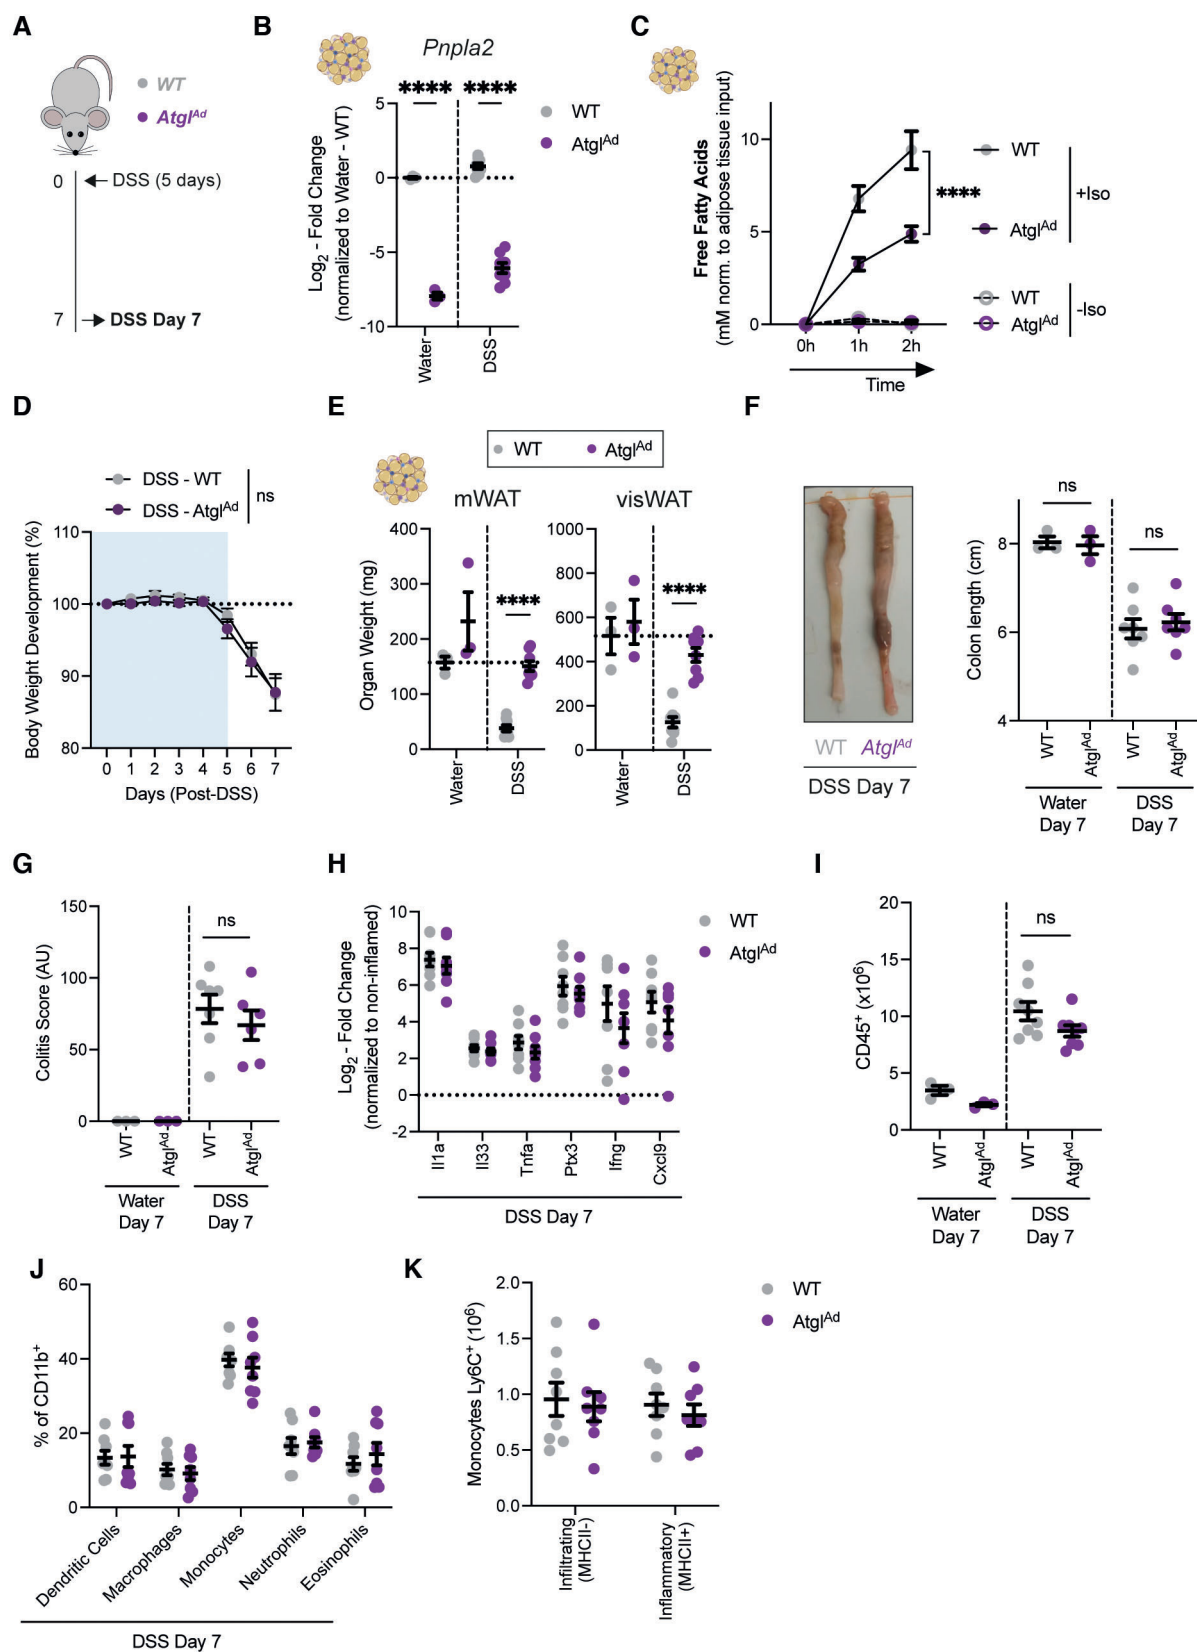 A
WT
Atgl^Ad
0
DSS (5 days)
7
DSS Day 7
B
Pnpla2
**** ****
Log2 - Fold Change
(normalized to Water - WT)
5
0
-5
-10
Water
DSS
WT
Atgl^Ad
C
Free Fatty Acids
(mM norm. to adipose tissue input)
10
5
0
0h 1h 2h
Time
****
WT
Atgl^Ad
+Iso
WT
Atgl^Ad
-Iso
D
DSS - WT
DSS - Atgl^Ad
ns
Body Weight Development (%)
110
100
90
80
0 1 2 3 4 5 6 7
Days (Post-DSS)
E
WT Atgl^Ad
mWAT
Organ Weight (mg)
400
300
200
100
0
****
Water
DSS
visWAT
1000
800
600
400
200
0
****
Water
DSS
F
WT Atgl^Ad
DSS Day 7
Colon length (cm)
8
6
4
ns
ns
WT
Atgl^Ad
WT
Atgl^Ad
Water
Day 7
DSS
Day 7
G
Colitis Score (AU)
150
100
50
0
ns
WT
Atgl^Ad
WT
Atgl^Ad
Water
Day 7
DSS
Day 7
H
Log2 - Fold Change
(normalized to non-inflamed)
10
8
6
4
2
0
-2
Il1a
Il33
Tnfa
Ptx3
Ifng
Cxcl9
DSS Day 7
WT
Atgl^Ad
I
CD45+ (x10^6)
20
15
10
5
0
ns
WT
Atgl^Ad
WT
Atgl^Ad
Water
Day 7
DSS
Day 7
J
% of CD11b+
60
40
20
0
Dendritic Cells
Macrophages
Monocytes
Neutrophils
Eosinophils
DSS Day 7
K
Monocytes Ly6C+ (10^6)
2.0
1.5
1.0
0.5
0.0
Infiltrating
(MHCII-)
Inflammatory
(MHCII+)
WT
Atgl^Ad